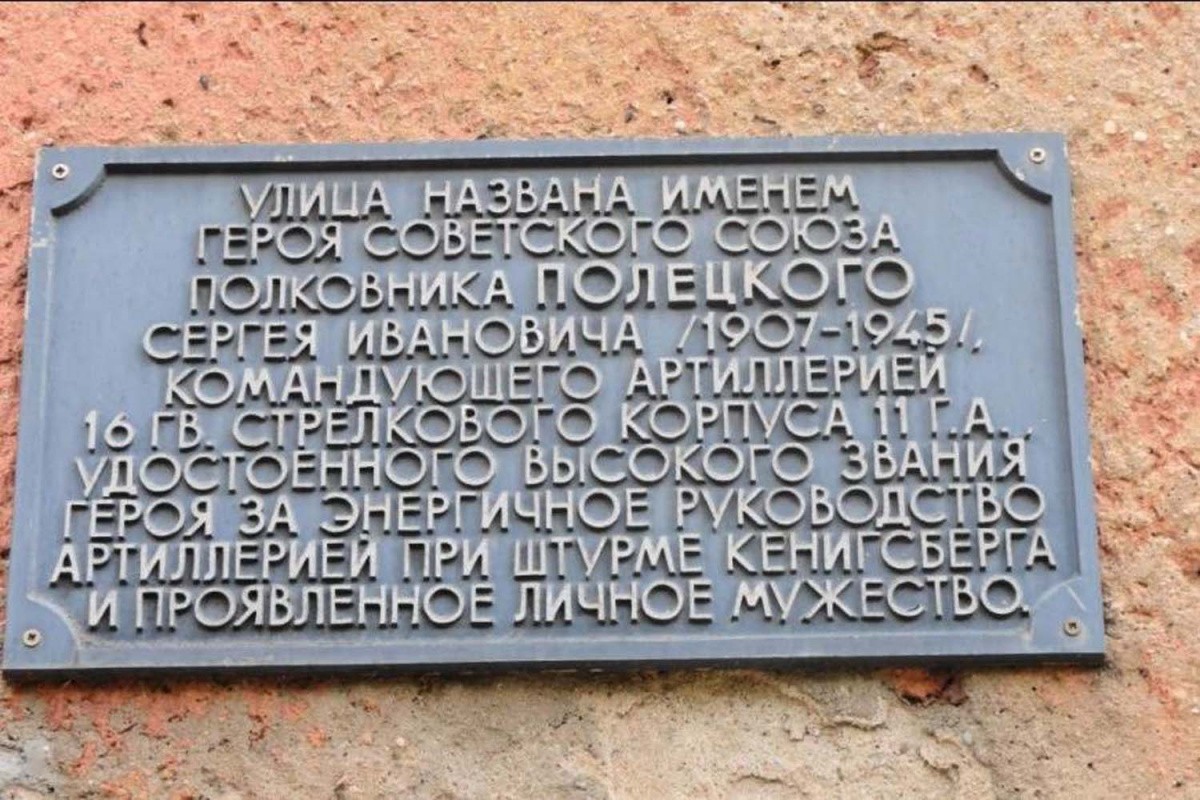 УЛИЦА НАЗВАНА ИМЕНЕМ
ГЕРОЯ СОВЕТСКОГО СОЮЗА
ПОЛКОВНИКА ПОЛЕЦКОГО
СЕРГЕЯ ИВАНОВИЧА /1907-1945/,
КОМАНДУЮЩЕГО АРТИЛЛЕРИЕЙ
16 ГВ. СТРЕЛКОВОГО КОРПУСА 11 Г.А.,
УДОСТОЕННОГО ВЫСОКОГО ЗВАНИЯ
ГЕРОЯ ЗА ЭНЕРГИЧНОЕ РУКОВОДСТВО
АРТИЛЛЕРИЕЙ ПРИ ШТУРМЕ КЕНИГСБЕРГА
И ПРОЯВЛЕННОЕ ЛИЧНОЕ МУЖЕСТВО.